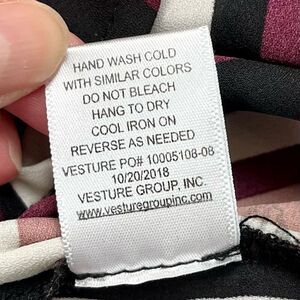 HAND WASH COLD
WITH SIMILAR COLORS
DO NOT BLEACH
HANG TO DRY
COOL IRON ON
REVERSE AS NEEDED
VESTURE PO# 10005108-08
10/20/2018
VESTURE GROUP, INC.
www.vesturegroupinc.com